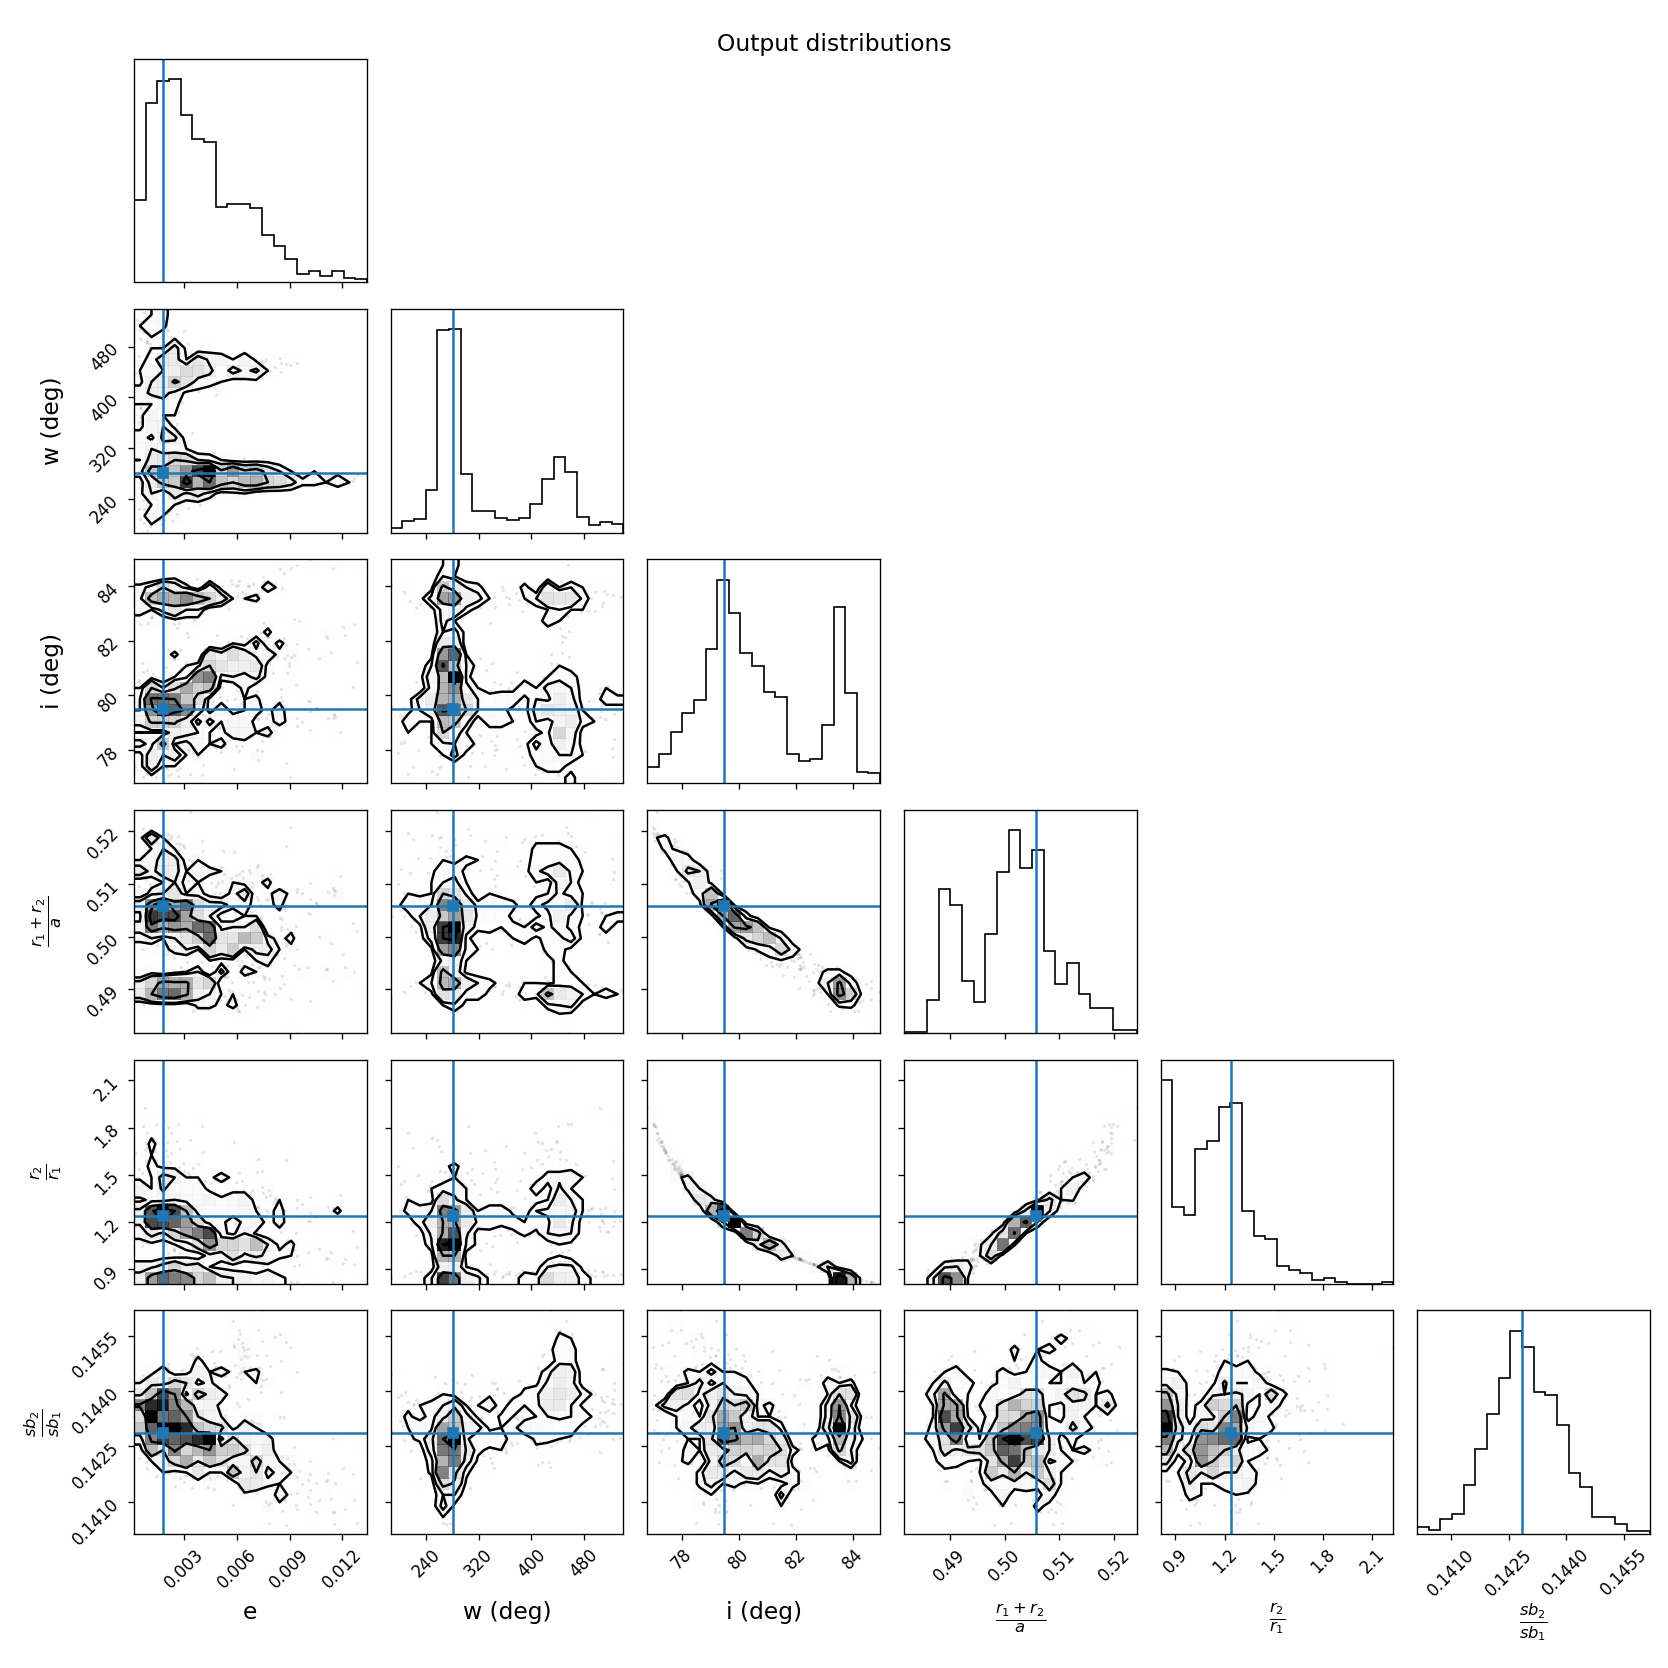 Output distributions
w (deg)
480
400
320
240
i (deg)
84
82
80
78
r1 + r2
a
0.52
0.51
0.50
0.49
r2
r1
2.1
1.8
1.5
1.2
0.9
sb2
sb1
0.1455
0.1440
0.1425
0.1410
0.003 0.006 0.009 0.012
240 320 400 480
78 80 82 84
0.49 0.50 0.51 0.52
0.9 1.2 1.5 1.8 2.1
0.1410 0.1425 0.1440 0.1455
e
w (deg)
i (deg)
r1 + r2
a
r2
r1
sb2
sb1